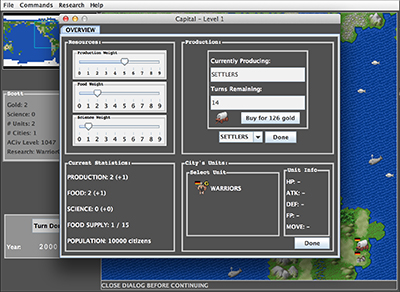 File Commands Research Help
Capital - Level 1
OVERVIEW
Resources:
Production Weight
0 1 2 3 4 5 6 7 8 9
Food Weight
0 1 2 3 4 5 6 7 8 9
Science Weight
0 1 2 3 4 5 6 7 8 9
Production:
Currently Producing:
SETTLERS
Turns Remaining:
14
Buy for 126 gold
SETTLERS Done
Scott
Gold: 2
Science: 0
# Units: 2
# Cities: 1
ACiv Level: 1047
Research: Warrior
Turn Do
Year: 2000
Current Statistics:
PRODUCTION: 2 (+1)
FOOD: 2 (+1)
SCIENCE: 0 (+0)
FOOD SUPPLY: 1 / 15
POPULATION: 10000 citizens
City's Units:
Select Unit
WARRIORS
Unit Info
HP: -
ATK: -
DEF: -
FP: -
MOVE: -
Done
CLOSE DIALOG BEFORE CONTINUING